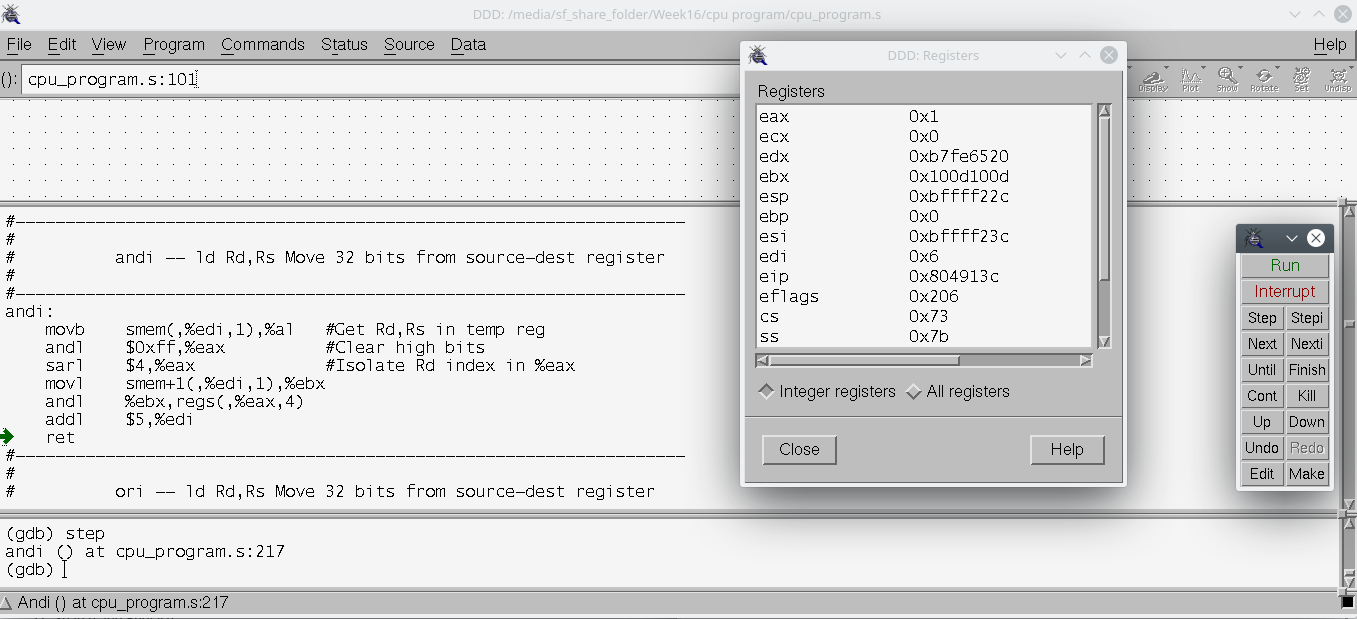 DDD: /media/sf_share_folder/Week16/cpu program/cpu_program.s
File Edit View Program Commands Status Source Data Help
(): cpu_program.s:101
Display Plot Show Rotate Set Undisp
#-------------------------------------------------------------------
#
# andi -- ld Rd,Rs Move 32 bits from source-dest register
#
#-------------------------------------------------------------------
andi:
movb smem(,%edi,1),%al #Get Rd,Rs in temp reg
andl $0xff,%eax #Clear high bits
sarl $4,%eax #Isolate Rd index in %eax
movl smem+1(,%edi,1),%ebx
andl %ebx,regs(,%eax,4)
addl $5,%edi
ret
#-------------------------------------------------------------------
#
# ori -- ld Rd,Rs Move 32 bits from source-dest register
(gdb) step
andi () at cpu_program.s:217
(gdb)
Andi () at cpu_program.s:217
DDD: Registers
Registers
eax 0x1
ecx 0x0
edx 0xb7fe6520
ebx 0x100d100d
esp 0xbffff22c
ebp 0x0
esi 0xbffff23c
edi 0x6
eip 0x804913c
eflags 0x206
cs 0x73
ss 0x7b
Integer registers All registers
Close Help
Run
Interrupt
Step Stepi
Next Nexti
Until Finish
Cont Kill
Up Down
Undo Redo
Edit Make